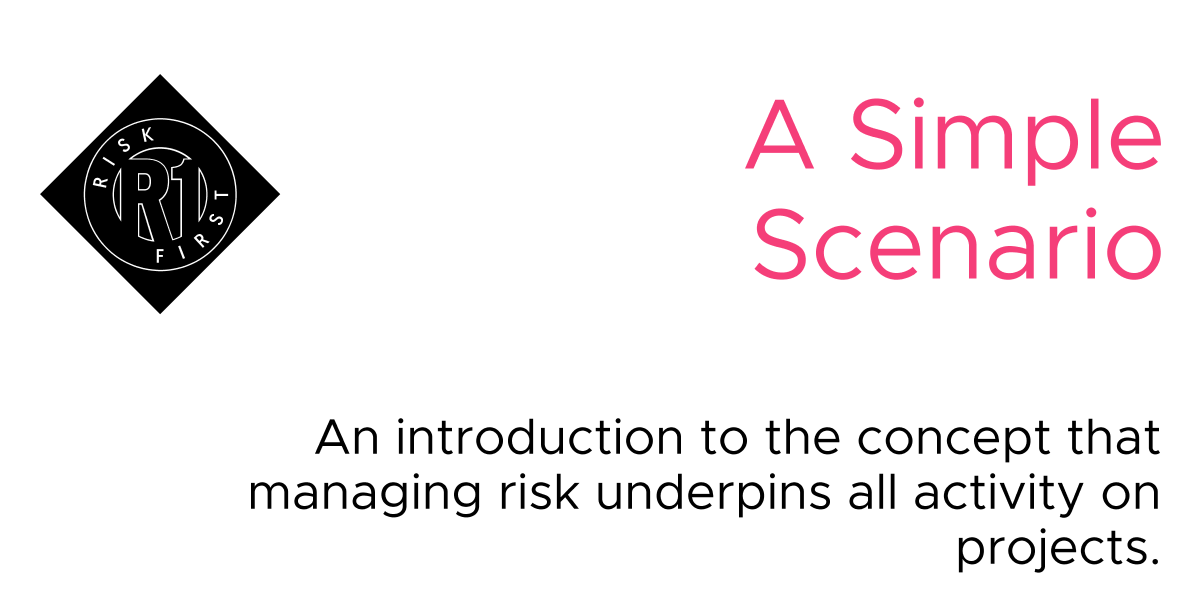 RISK
R1
FIRST
A Simple
Scenario
An introduction to the concept that
managing risk underpins all activity on
projects.